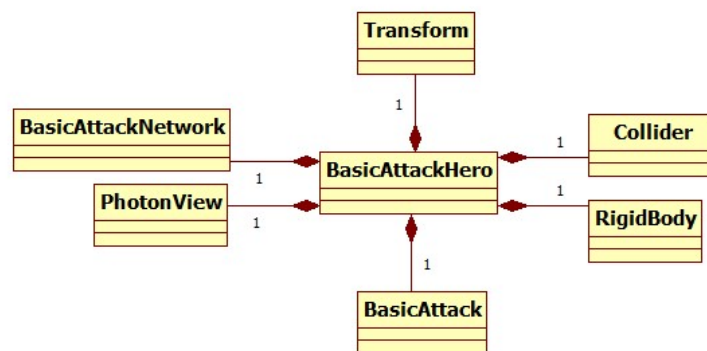 Transform
1
BasicAttackNetwork
1
Collider
1
BasicAttackHero
PhotonView
1
1
RigidBody
1
BasicAttack